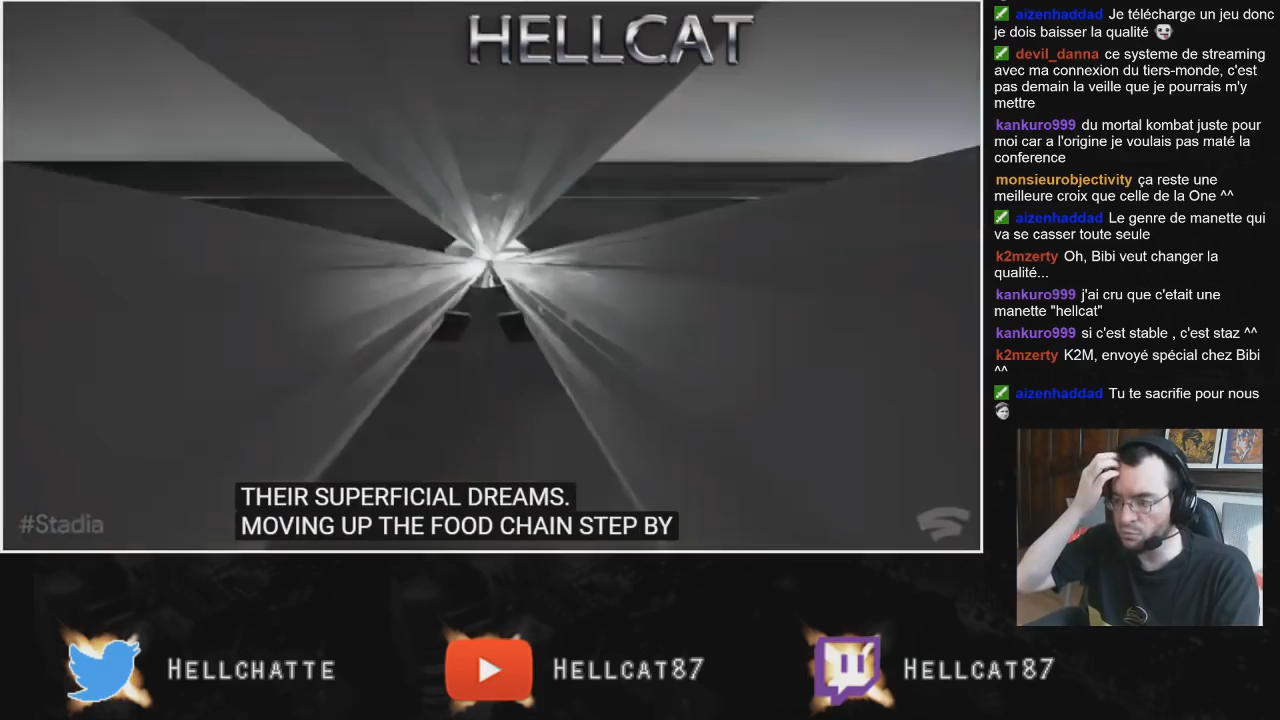 HELLCAT
THEIR SUPERFICIAL DREAMS.
MOVING UP THE FOOD CHAIN STEP BY
#Stadia
aizenhaddad Je télécharge un jeu donc
je dois baisser la qualité
devil_danna ce systeme de streaming
avec ma connexion du tiers-monde, c'est
pas demain la veille que je pourrais m'y
mettre
kankuro999 du mortal kombat juste pour
moi car a l'origine je voulais pas maté la
conference
monsieurobjectivity ça reste une
meilleure croix que celle de la One ^^
aizenhaddad Le genre de manette qui
va se casser toute seule
k2mzerty Oh, Bibi veut changer la
qualité...
kankuro999 j'ai cru que c'etait une
manette "hellcat"
kankuro999 si c'est stable , c'est staz ^^
k2mzerty K2M, envoyé spécial chez Bibi
^^
aizenhaddad Tu te sacrifie pour nous
HELLCHATTE
HELLCAT87
HELLCAT87